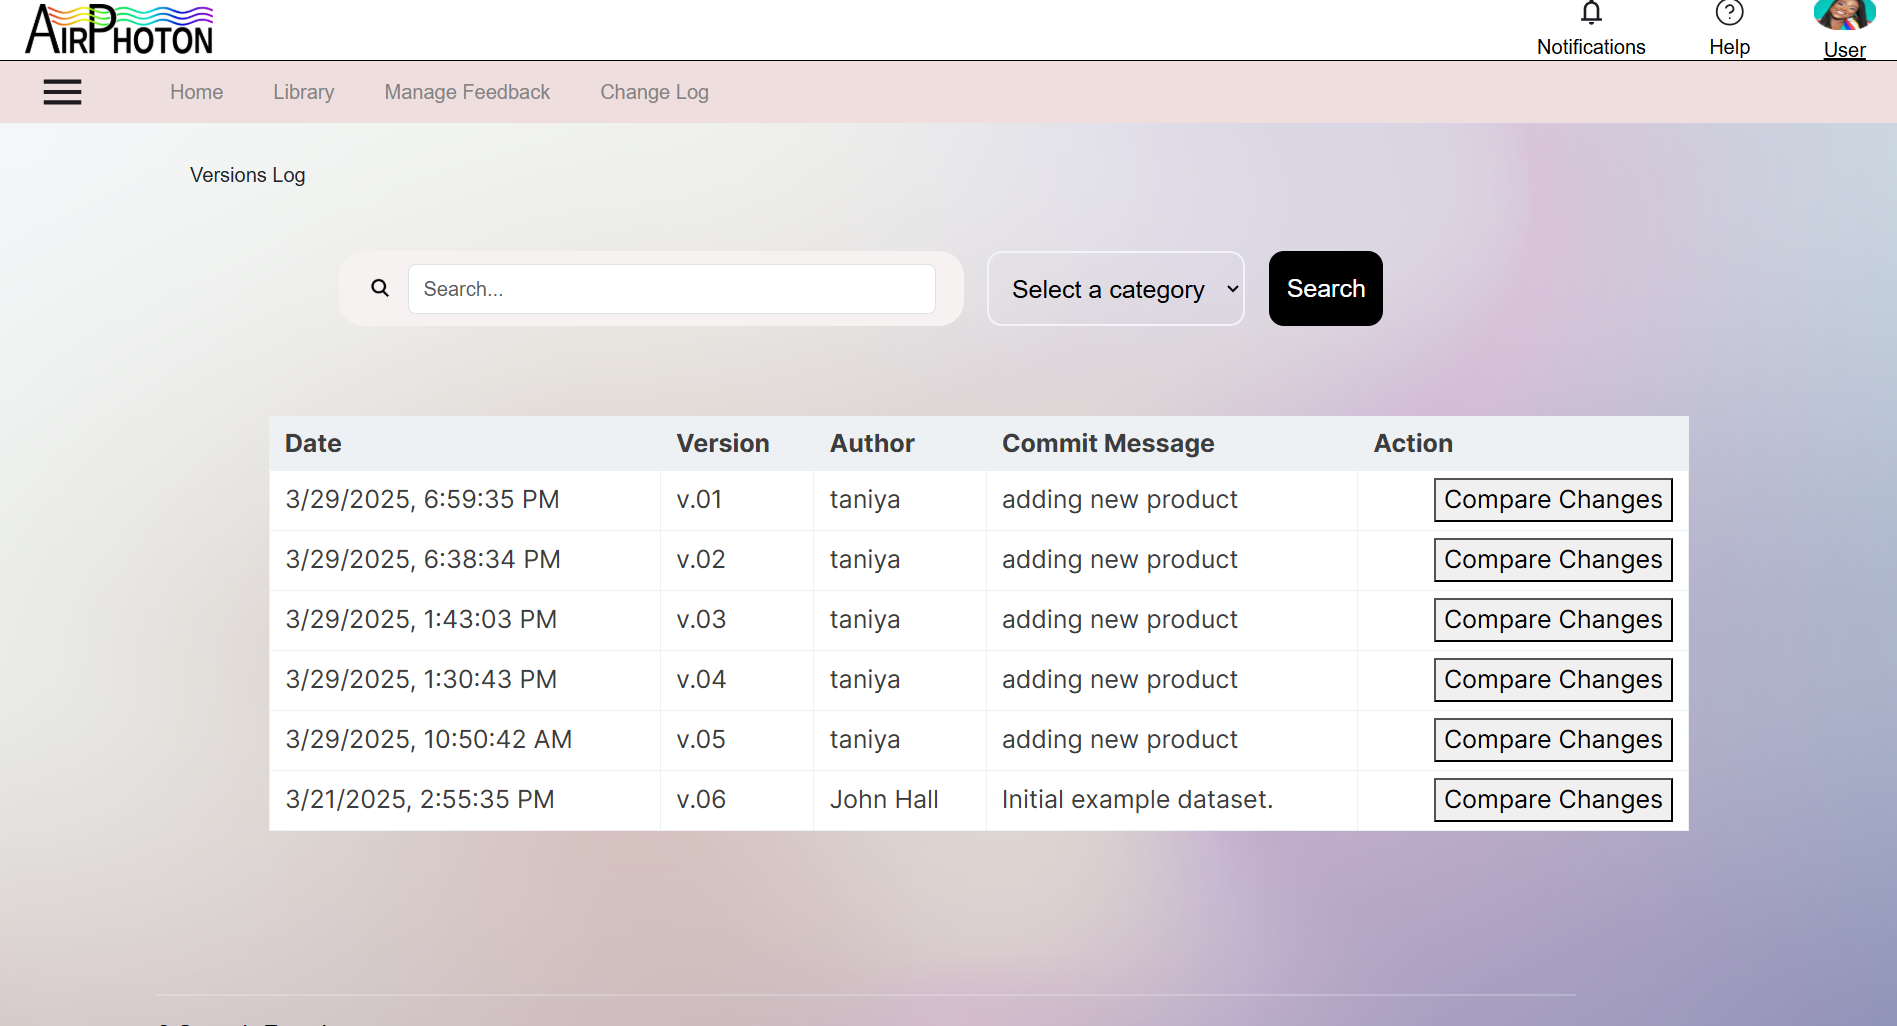 AIRPHOTON
Notifications
Help
User
Home
Library
Manage Feedback
Change Log
Versions Log
Search...
Select a category
Search
Date Version Author Commit Message Action
3/29/2025, 6:59:35 PM v.01 taniya adding new product Compare Changes
3/29/2025, 6:38:34 PM v.02 taniya adding new product Compare Changes
3/29/2025, 1:43:03 PM v.03 taniya adding new product Compare Changes
3/29/2025, 1:30:43 PM v.04 taniya adding new product Compare Changes
3/29/2025, 10:50:42 AM v.05 taniya adding new product Compare Changes
3/21/2025, 2:55:35 PM v.06 John Hall Initial example dataset. Compare Changes